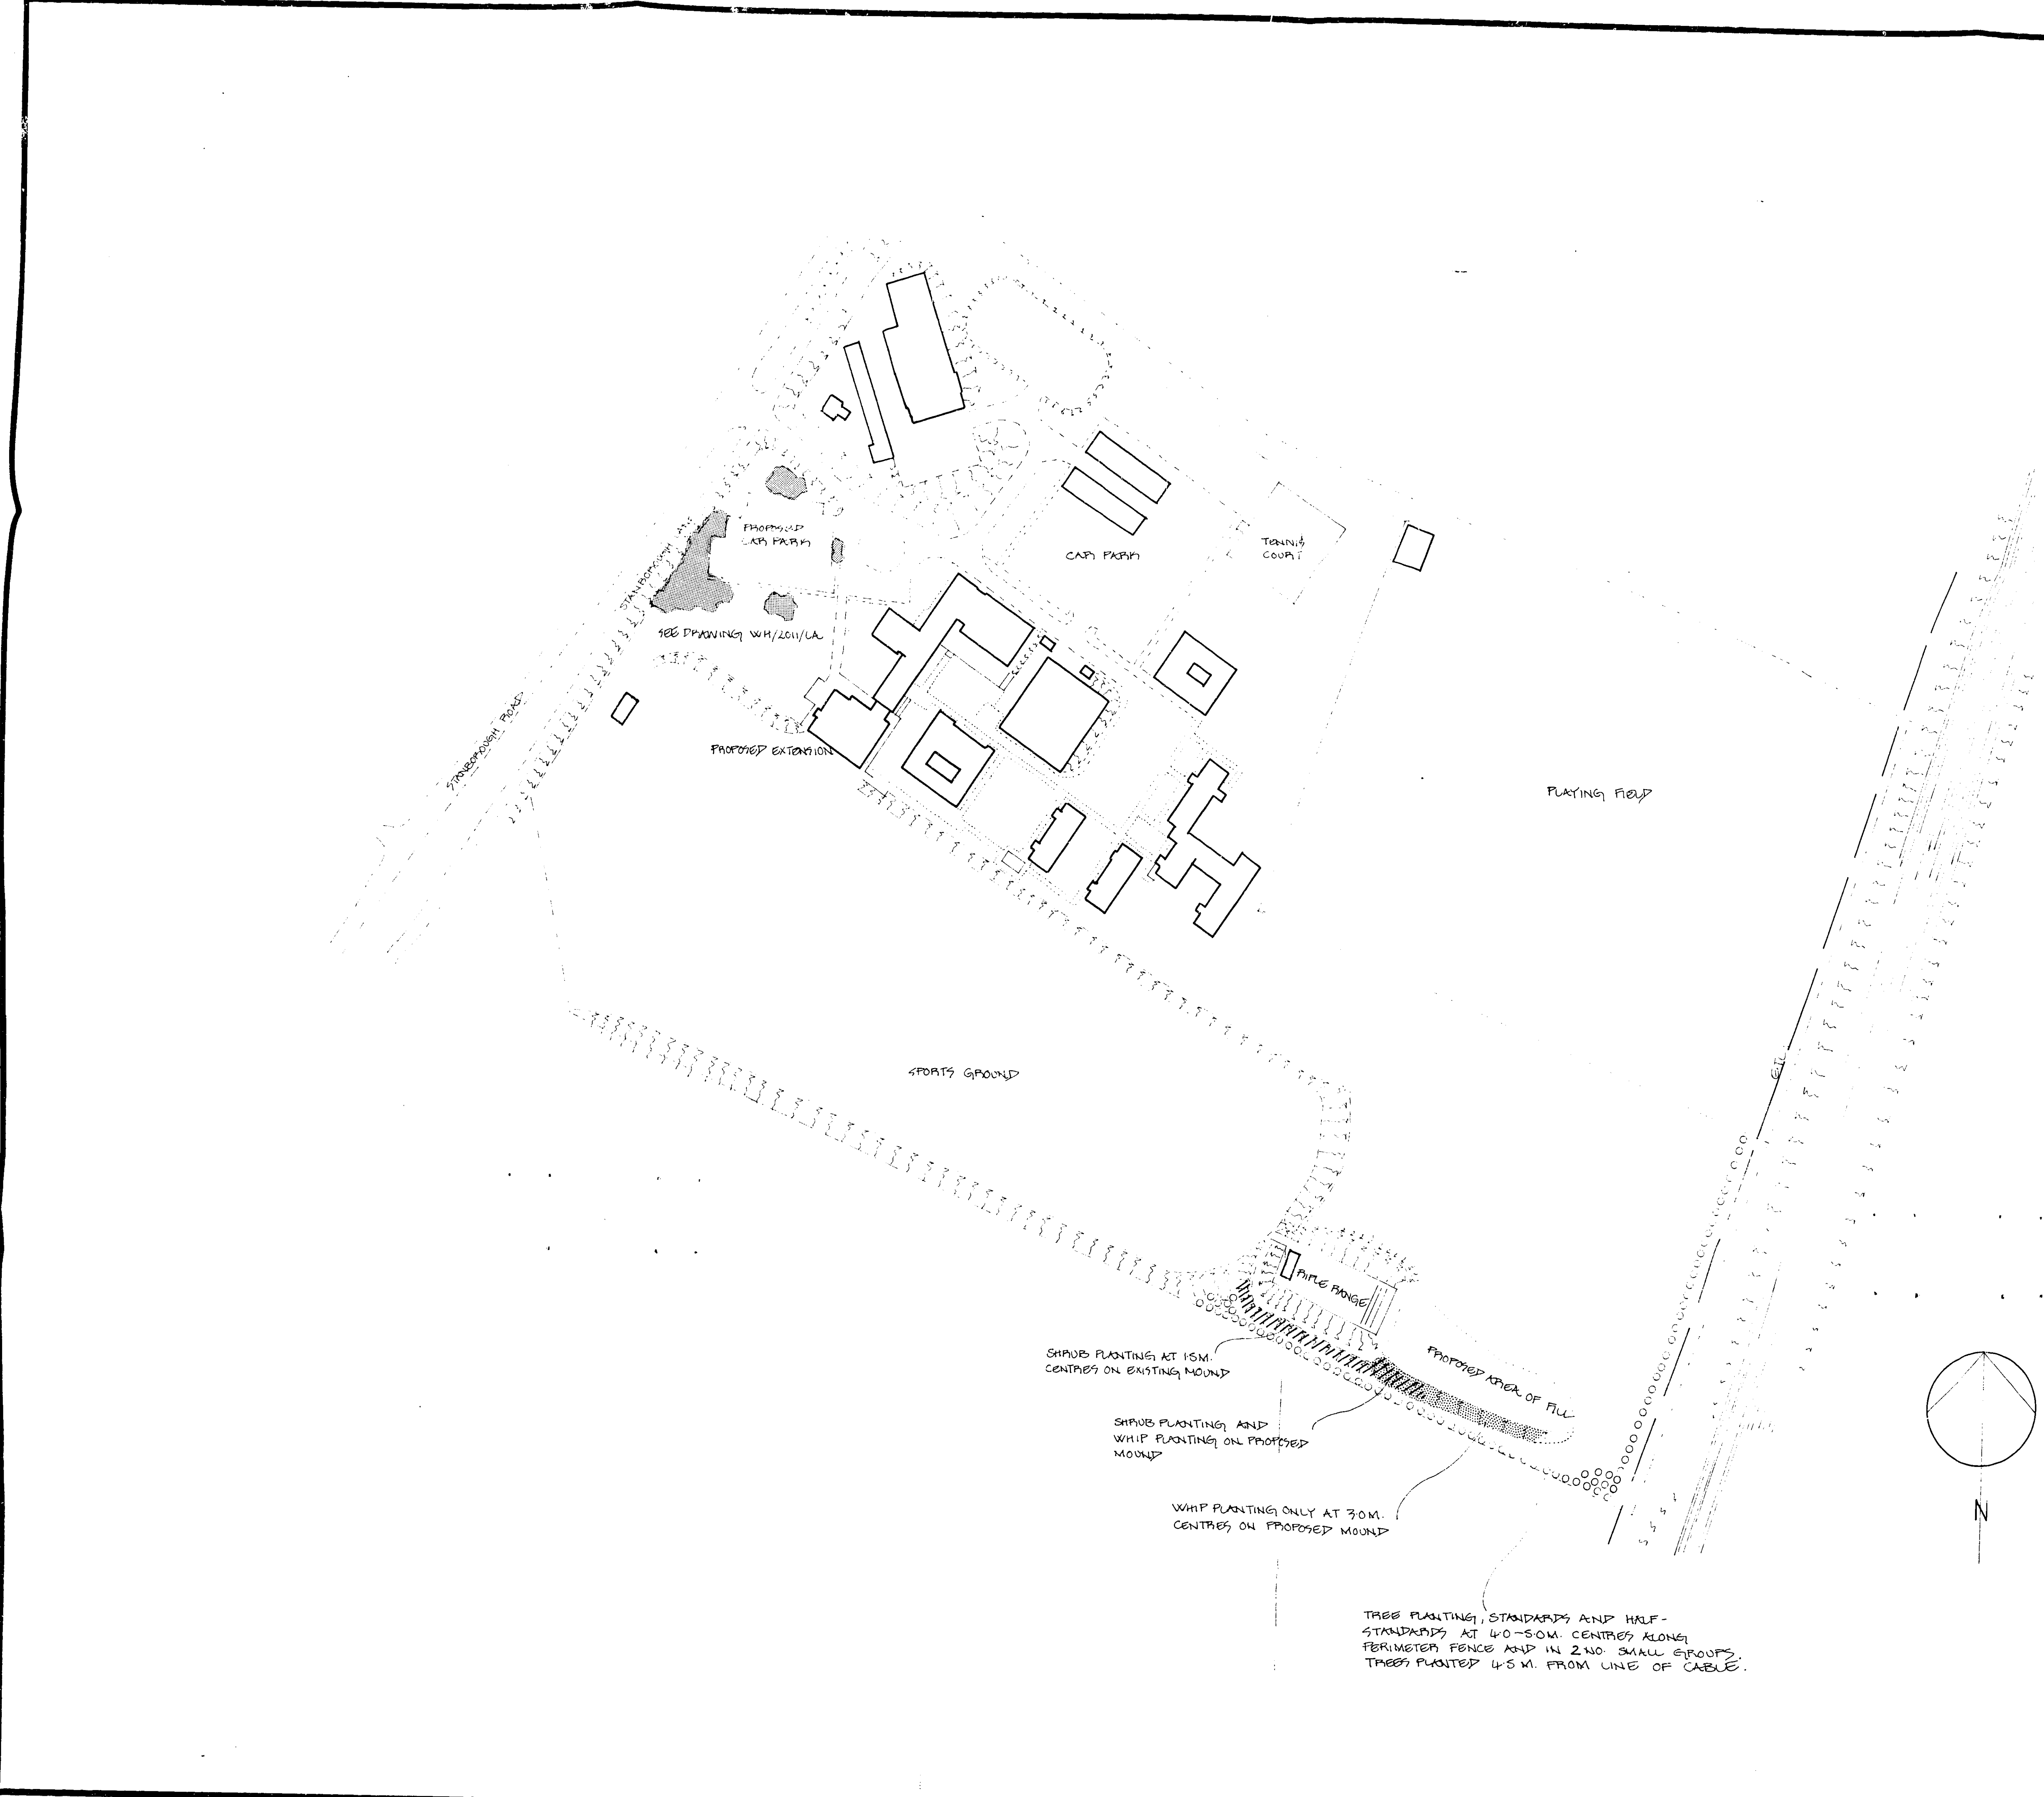 PROPOSED
CAR PARK
STANBOROUGH LANE
SEE DRAWING WH/2011/LA
CAR PARK
TENNIS
COURT
STANBOROUGH ROAD
PROPOSED EXTENSION
PLAYING FIELD
SPORTS GROUND
RIFLE RANGE
PROPOSED AREA OF FILL
SHRUB PLANTING AT 1·5M.
CENTRES ON EXISTING MOUND
SHRUB PLANTING AND
WHIP PLANTING ON PROPOSED
MOUND
WHIP PLANTING ONLY AT 3·0M.
CENTRES ON PROPOSED MOUND
N
TREE PLANTING, STANDARDS AND HALF-
STANDARDS AT 4·0-5·0M. CENTRES ALONG
PERIMETER FENCE AND IN 2 NO. SMALL GROUPS.
TREES PLANTED 4·5 M. FROM LINE OF CABLE.